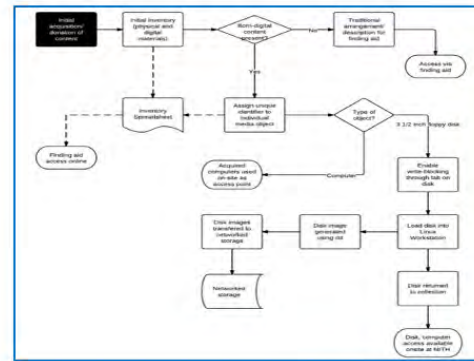 Initial
acquisition/
donation of
content
Initial inventory
(physical and
digital
materials)
Born-digital
content
present?
No
Traditional
arrangement/
description for
finding aid
Access via
finding aid
Yes
Inventory
Spreadsheet
Assign unique
identifier to
individual
media object
Type of
object?
3 1/2 inch floppy disk
Finding aid
access online
Acquired
computers used
on-site as
access point
Computer
Enable
write-blocking
through tab on
disk
Disk images
transferred to
networked
storage
Disk image
generated
using
Load disk into
Linux
Workstation
Networked
storage
Disk returned
to collection
Disk, computer
access available
onsite at MITH